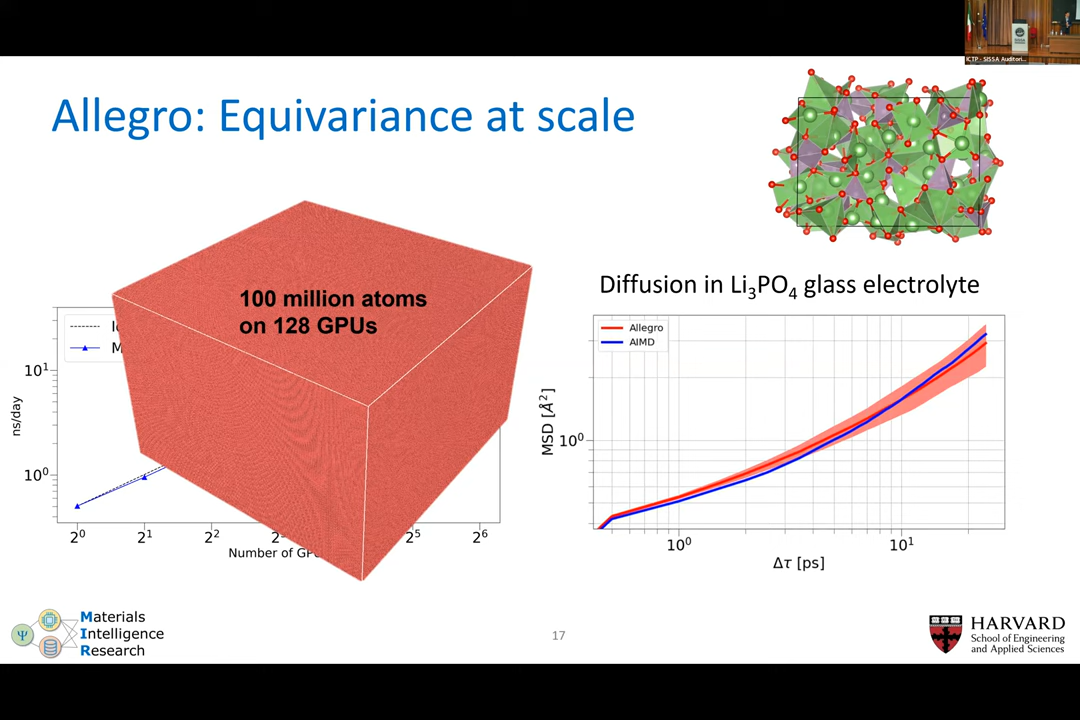 ICTP - SISSA Auditori...
Allegro: Equivariance at scale
100 million atoms
on 128 GPUs
10¹
10⁰
ns/day
2⁰ 2¹ 2² 2⁵ 2⁶
Number of
Diffusion in Li₃PO₄ glass electrolyte
Allegro
AIMD
MSD [Å²]
10⁰
10⁰ 10¹
Δτ [ps]
Ψ
Materials
Intelligence
Research
17
HARVARD
School of Engineering
and Applied Sciences